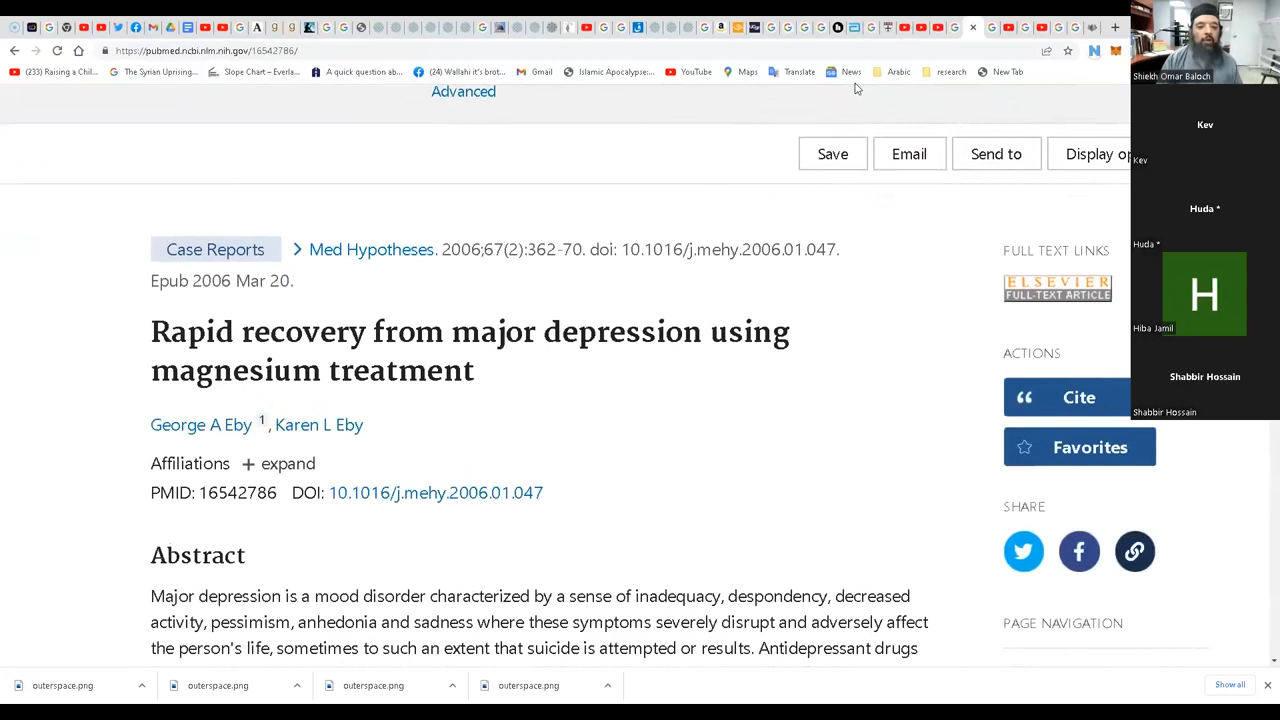 https://pubmed.ncbi.nlm.nih.gov/16542786/
(233) Raising a Chil...
The Syrian Uprising...
Slope Chart – Everla...
A quick question ab...
(24) Wallahi it's brot...
Gmail
Islamic Apocalypse:...
YouTube
Maps
Translate
News
Arabic
research
New Tab
Shiekh Omar Baloch
Advanced
Kev
Kev
Save
Email
Send to
Display op
Huda *
Huda *
Case Reports
Med Hypotheses. 2006;67(2):362-70. doi: 10.1016/j.mehy.2006.01.047.
Epub 2006 Mar 20.
FULL TEXT LINKS
ELSEVIER
FULL-TEXT ARTICLE
H
Hiba Jamil
Rapid recovery from major depression using
magnesium treatment
ACTIONS
Cite
Favorites
Shabbir Hossain
Shabbir Hossain
George A Eby 1, Karen L Eby
Affiliations + expand
PMID: 16542786 DOI: 10.1016/j.mehy.2006.01.047
SHARE
Abstract
Major depression is a mood disorder characterized by a sense of inadequacy, despondency, decreased
activity, pessimism, anhedonia and sadness where these symptoms severely disrupt and adversely affect
the person's life, sometimes to such an extent that suicide is attempted or results. Antidepressant drugs
PAGE NAVIGATION
outerspace.png
outerspace.png
outerspace.png
outerspace.png
Show all